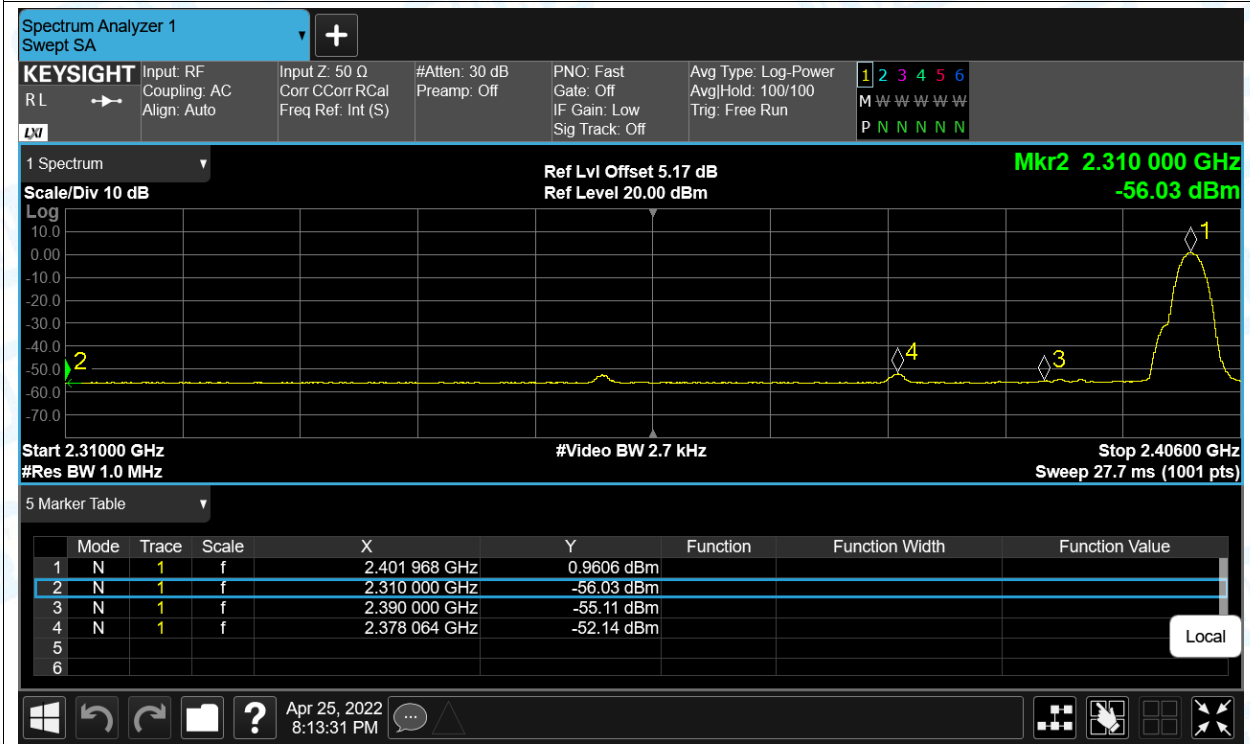 Spectrum Analyzer 1
Swept SA
+
KEYSIGHT
R L
LXI
Input: RF
Coupling: AC
Align: Auto
Input Z: 50 Ω
Corr CCorr RCal
Freq Ref: Int (S)
#Atten: 30 dB
Preamp: Off
PNO: Fast
Gate: Off
IF Gain: Low
Sig Track: Off
Avg Type: Log-Power
Avg|Hold: 100/100
Trig: Free Run
1 2 3 4 5 6
M W W W W W
P N N N N N
1 Spectrum
Scale/Div 10 dB
Ref Lvl Offset 5.17 dB
Ref Level 20.00 dBm
Mkr2 2.310 000 GHz
-56.03 dBm
Log
10.0
0.00
-10.0
-20.0
-30.0
-40.0
-50.0
-60.0
-70.0
1
2
4
3
Start 2.31000 GHz
#Res BW 1.0 MHz
#Video BW 2.7 kHz
Stop 2.40600 GHz
Sweep 27.7 ms (1001 pts)
5 Marker Table
Mode Trace Scale X Y Function Function Width Function Value
1 N 1 f 2.401 968 GHz 0.9606 dBm
2 N 1 f 2.310 000 GHz -56.03 dBm
3 N 1 f 2.390 000 GHz -55.11 dBm
4 N 1 f 2.378 064 GHz -52.14 dBm
5
6
Local
?
Apr 25, 2022
8:13:31 PM